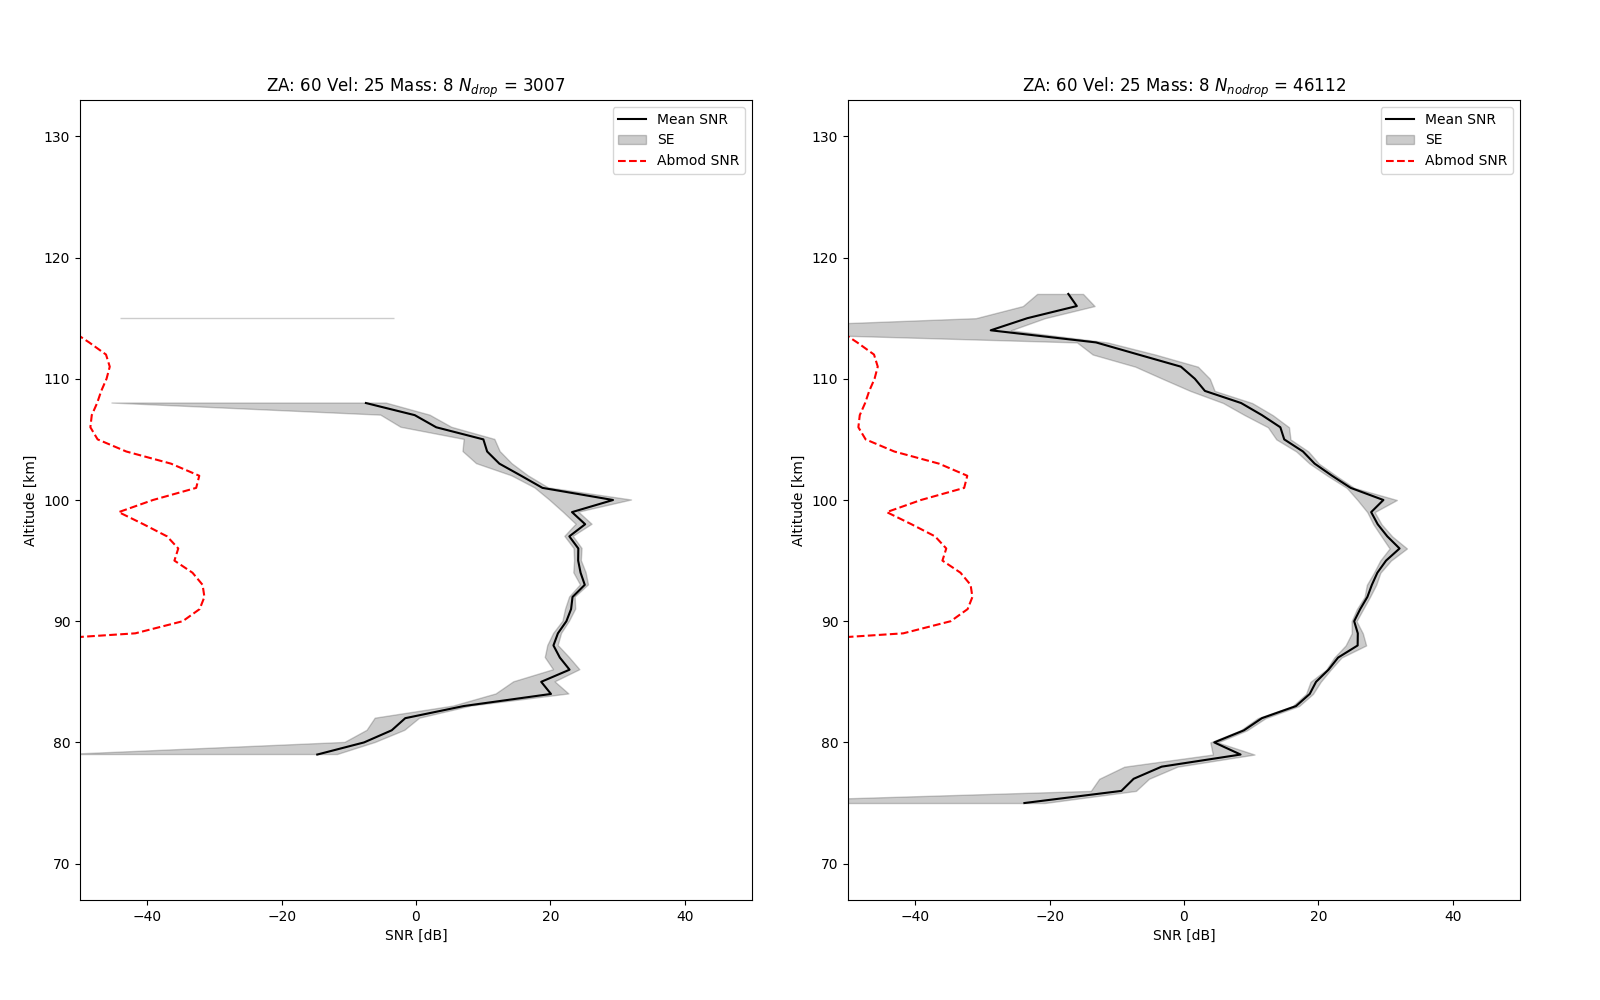 ZA: 60 Vel: 25 Mass: 8 N_drop = 3007
Mean SNR
SE
Abmod SNR
130
120
110
100
90
80
70
Altitude [km]
−40
−20
0
20
40
SNR [dB]
ZA: 60 Vel: 25 Mass: 8 N_nodrop = 46112
Mean SNR
SE
Abmod SNR
130
120
110
100
90
80
70
Altitude [km]
−40
−20
0
20
40
SNR [dB]